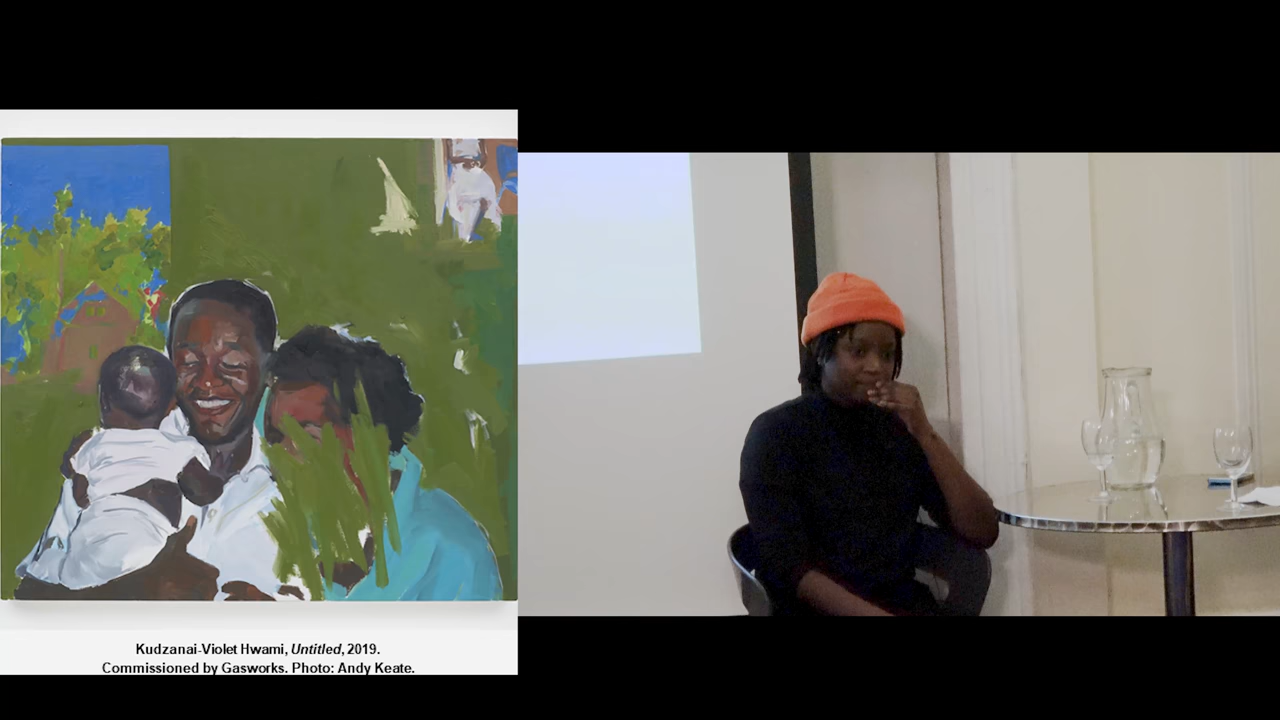 Kudzanai-Violet Hwami, Untitled, 2019.
Commissioned by Gasworks. Photo: Andy Keate.